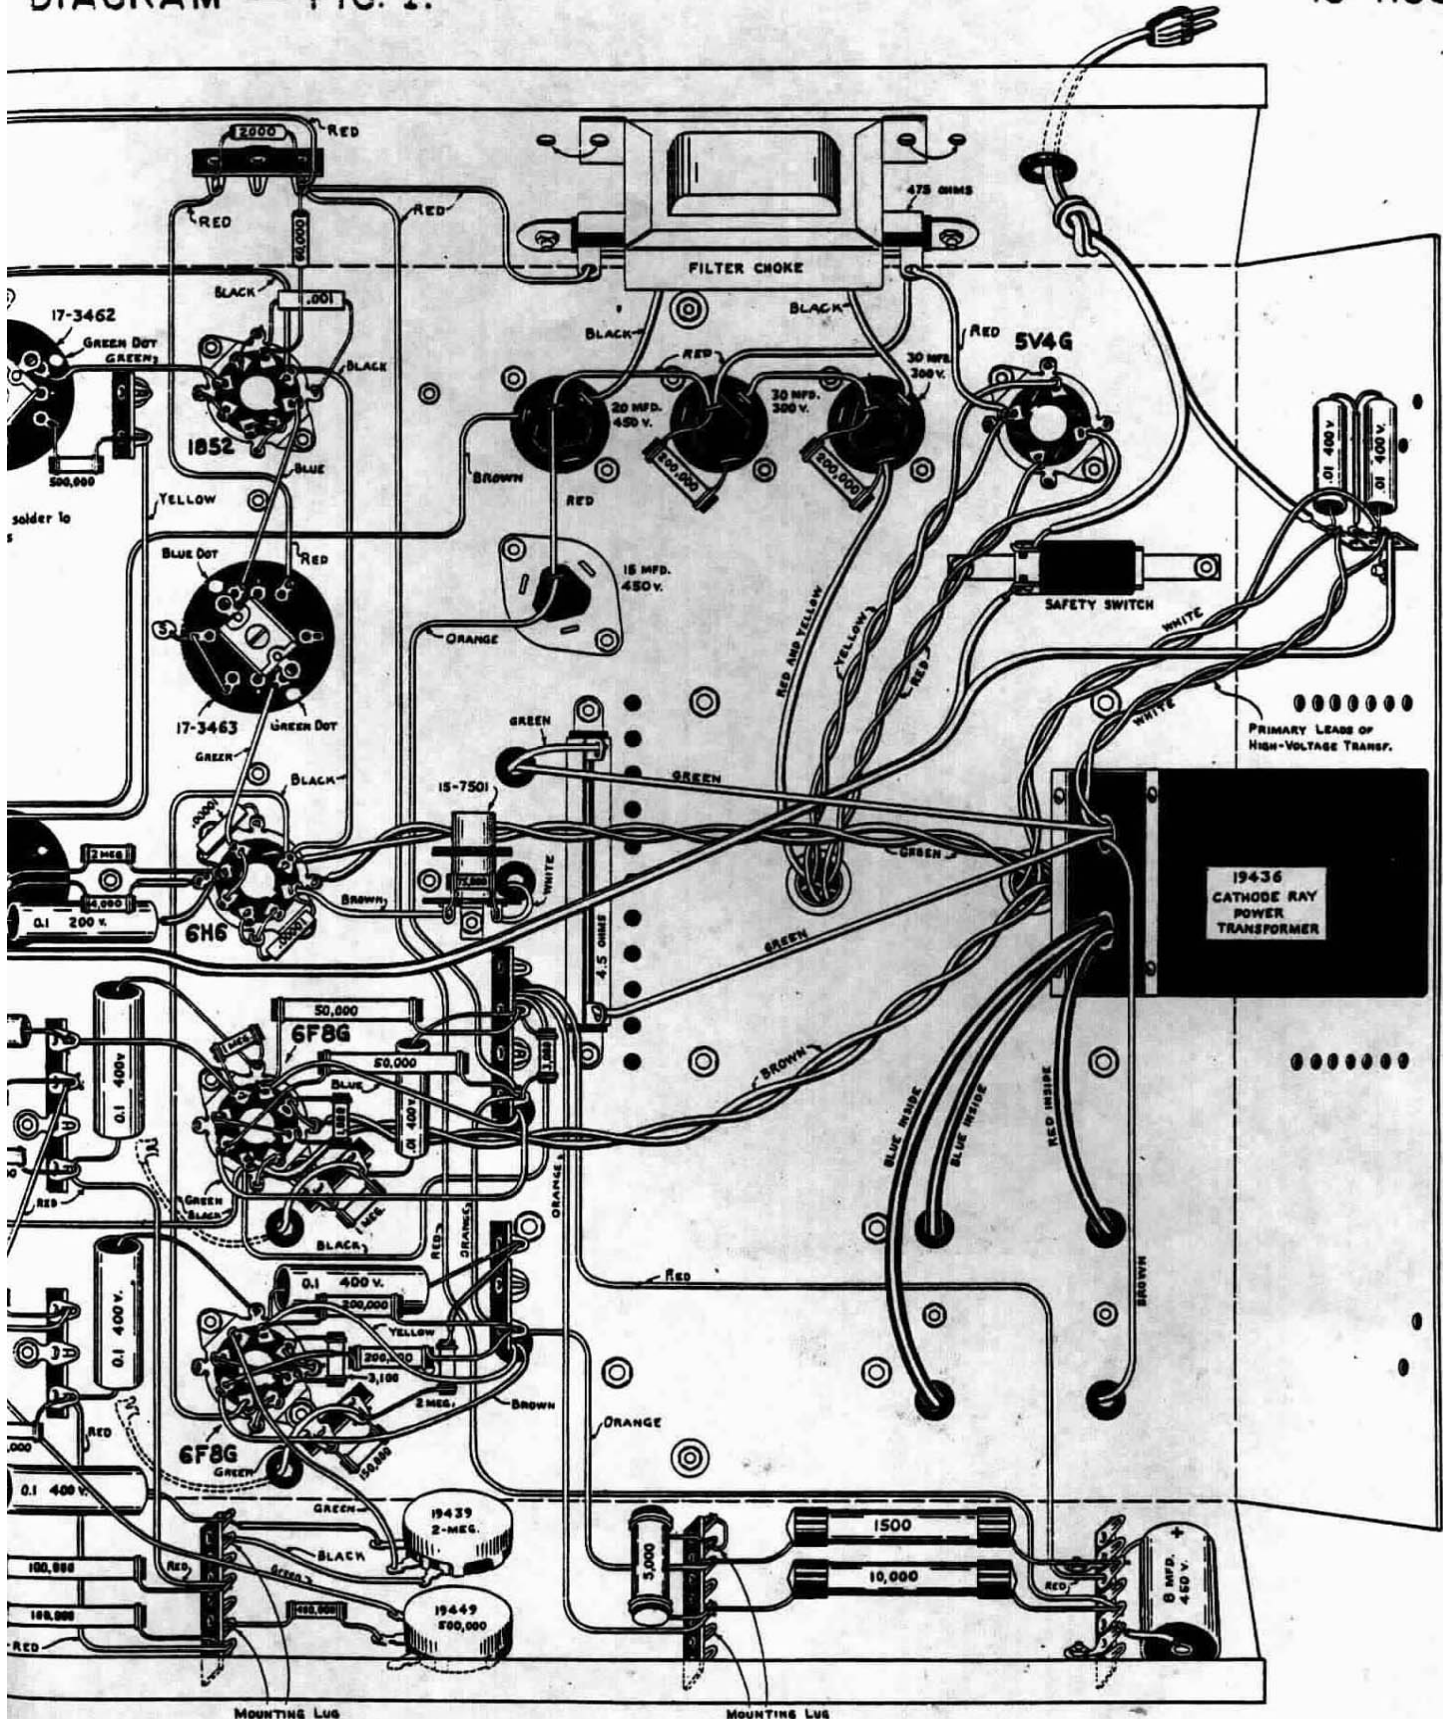 DIAGRAM — FIG. 1.
2000
RED
RED
RED
475 OHMS
60,000
FILTER CHOKE
BLACK
.001
17-3462
GREEN DOT
GREEN
BLACK
BLACK
BLACK
RED
RED
5V4G
30 MFD.
300 V.
20 MFD.
450 V.
30 MFD.
300 V.
1852
BLUE
500,000
BROWN
200,000
200,000
.01 400 V
.01 400 V.
YELLOW
RED
solder to
s
BLUE DOT
RED
15 MFD.
450 V.
SAFETY SWITCH
S
ORANGE
RED AND YELLOW
YELLOW
RED
WHITE
WHITE
17-3463
GREEN DOT
GREEN
GREEN
PRIMARY LEADS OF
HIGH-VOLTAGE TRANSF.
BLACK
15-7501
GREEN
.00001
2 MEG.
GREEN
WHITE
BROWN
0.1 200 V.
6H6
19436
CATHODE RAY
POWER
TRANSFORMER
GREEN
4.5 OHMS
50,000
6F8G
1 MEG.
50,000
BLUE
0.1 400V
.01 400 V.
BROWN
BLUE INSIDE
BLUE INSIDE
RED INSIDE
RED
GREEN
BLACK
1 MEG.
BLACK
RED
ORANGE
ORANGE
RED
BROWN
0.1 400 V.
200,000
YELLOW
0.1 400 V.
3,100
2 MEG.
BROWN
ORANGE
,000
RED
6F8G
GREEN
150,000
0.1 400 V.
GREEN
19439
2-MEG.
BLACK
GREEN
5,000
1500
10,000
RED
8 MFD.
450 V.
+
100,000
RED
100,000
19449
500,000
RED
MOUNTING LUG
MOUNTING LUG